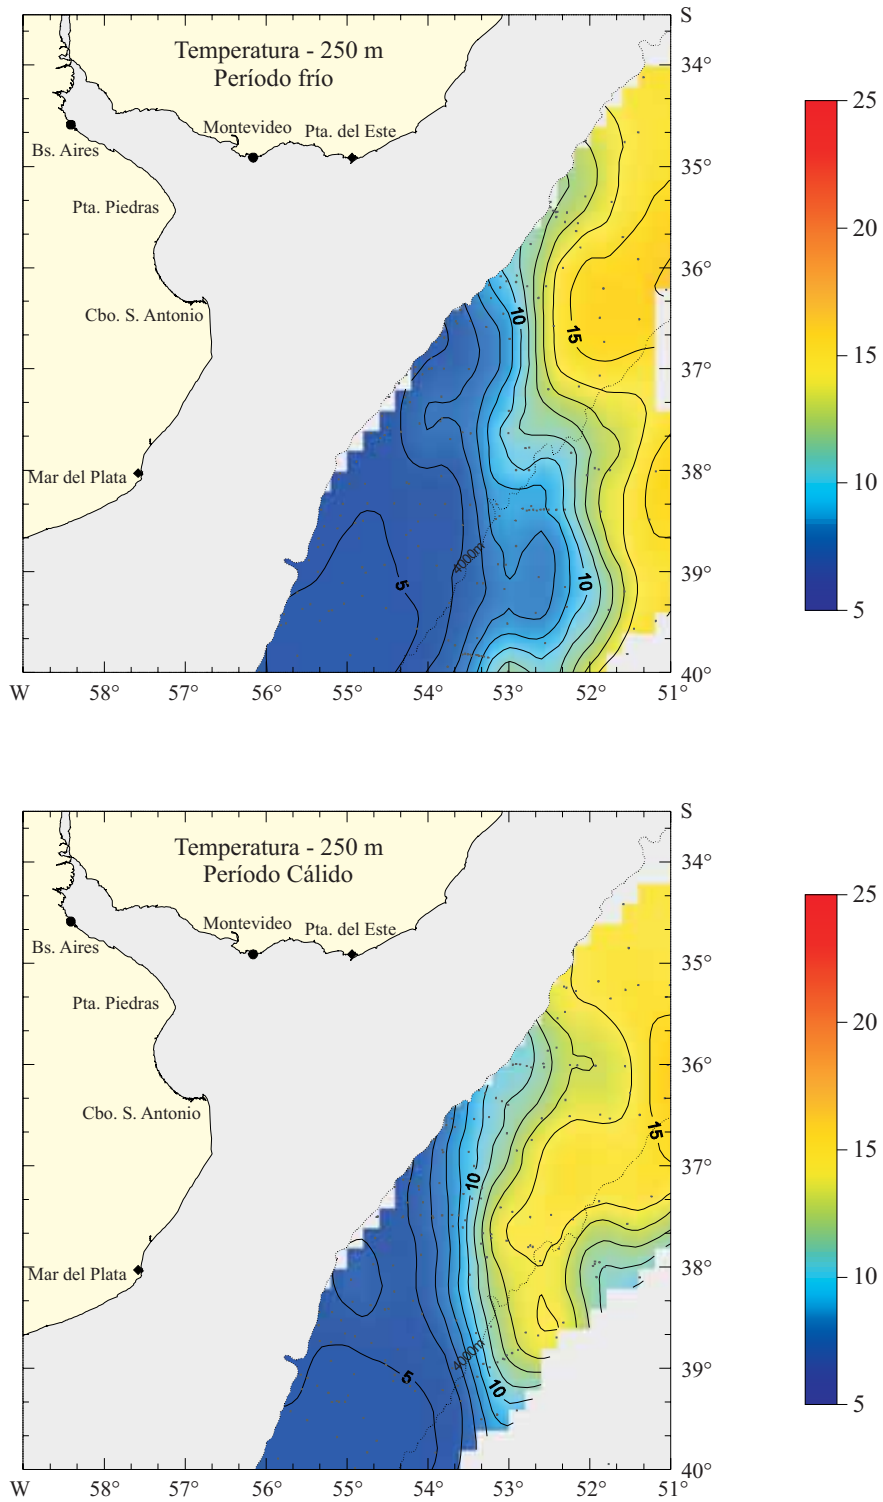 S
Temperatura - 250 m
Período frío
34°
25
Montevideo
Pta. del Este
Bs. Aires
35°
Pta. Piedras
20
36°
Cbo. S. Antonio
10
15
15
37°
38°
Mar del Plata
10
4000m
39°
5
10
5
40°
W
58°
57°
56°
55°
54°
53°
52°
51°
S
Temperatura - 250 m
Período Cálido
34°
25
Montevideo
Pta. del Este
Bs. Aires
35°
Pta. Piedras
20
36°
Cbo. S. Antonio
15
15
37°
10
38°
Mar del Plata
10
4000m
39°
5
10
5
40°
W
58°
57°
56°
55°
54°
53°
52°
51°